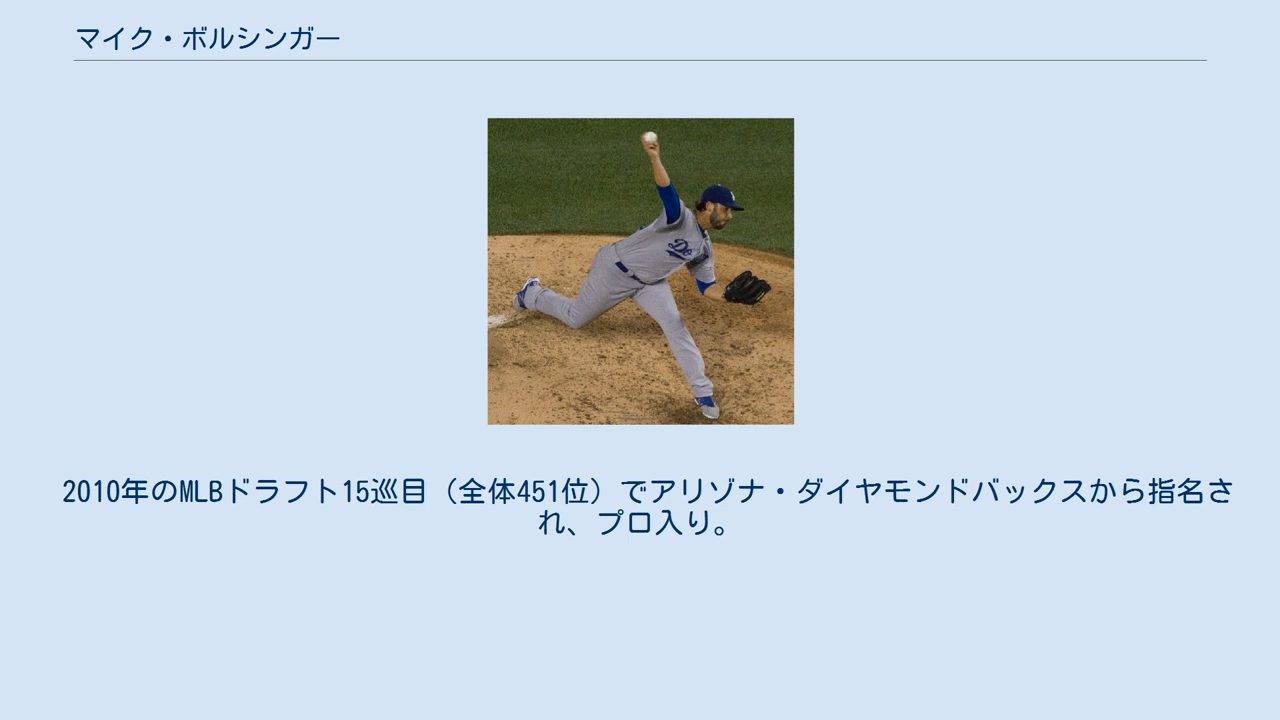 マイク・ボルシンガー
2010年のMLBドラフト15巡目（全体451位）でアリゾナ・ダイヤモンドバックスから指名さ
れ、プロ入り。